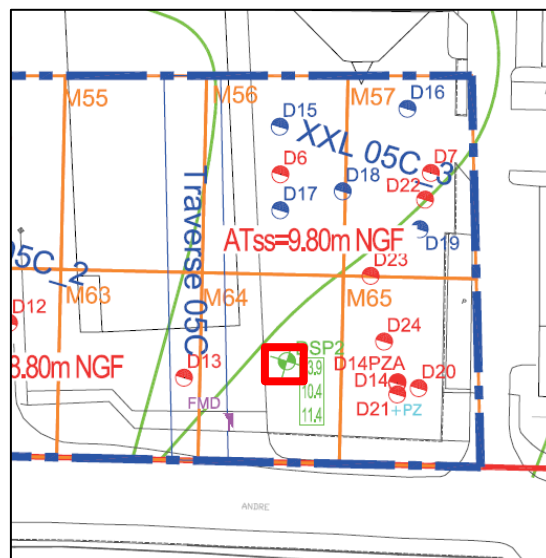 M55
M56
M57
D16
D15
XXL 05C_3
D6
D7
D18
D22
D17
D19
Traverse 05C
ATss=9.80m NGF
05C_2
D23
M63
M64
M65
D12
D24
8.80m NGF
DSP2
D13
3,9
D14PZA
D14
D20
10.4
FMD
D21
+PZ
11.4
ANDRE